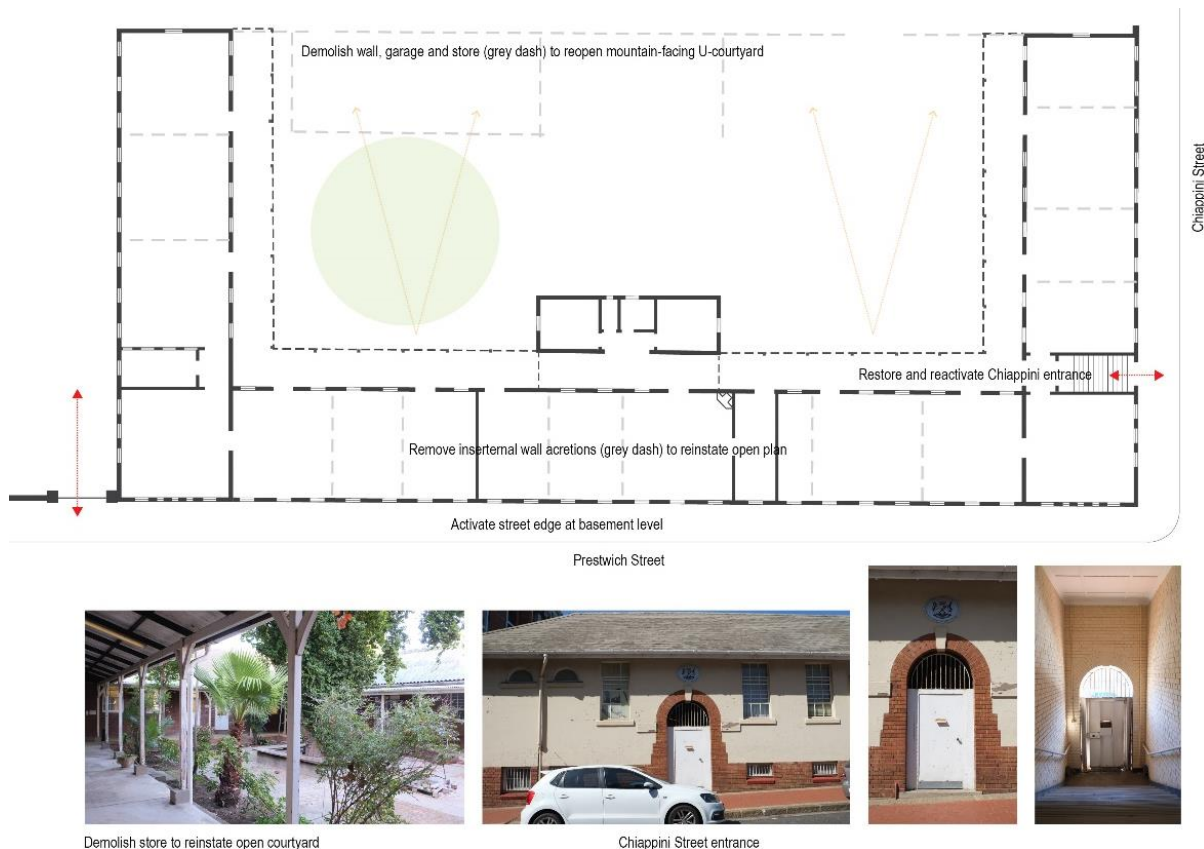 Demolish wall, garage and store (grey dash) to reopen mountain-facing U-courtyard
Chiappini Street
Restore and reactivate Chiappini entrance
Remove inserternal wall acretions (grey dash) to reinstate open plan
Activate street edge at basement level
Prestwich Street
Demolish store to reinstate open courtyard
Chiappini Street entrance